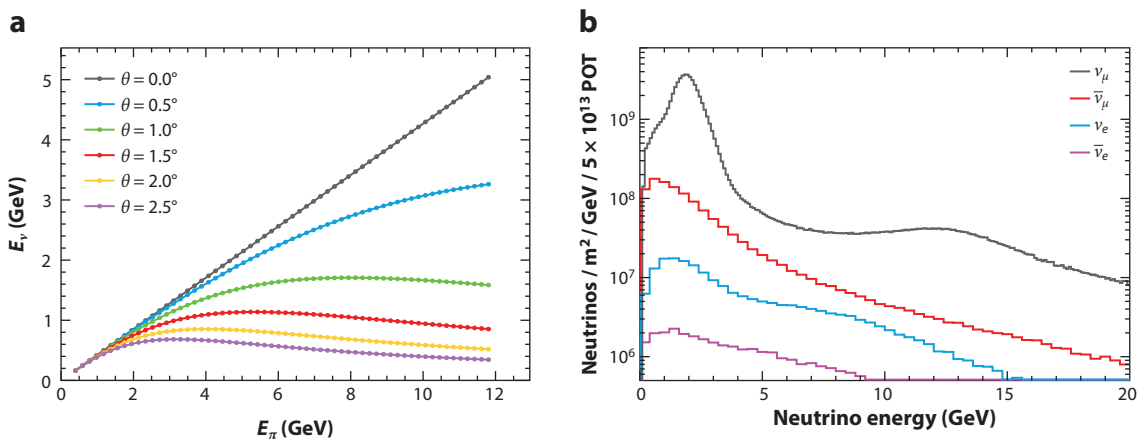 a
b
θ = 0.0°
θ = 0.5°
θ = 1.0°
θ = 1.5°
θ = 2.0°
θ = 2.5°
E_ν (GeV)
5
4
3
2
1
0
0 2 4 6 8 10 12
E_π (GeV)
Neutrinos / m² / GeV / 5 × 10¹³ POT
10⁹
10⁸
10⁷
10⁶
ν_μ
ν̅_μ
ν_e
ν̅_e
0 5 10 15 20
Neutrino energy (GeV)